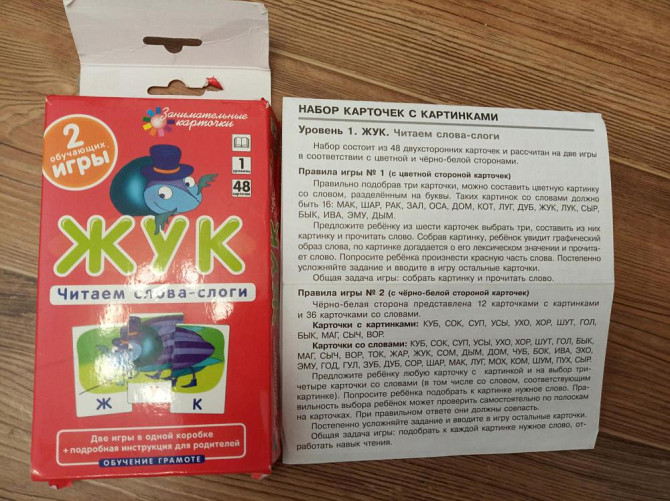 Занимательные
карточки
2
обучающих
игры
1
уровень
48
карточек
ЖУК
Читаем слова-слоги
Ж К
Две игры в одной коробке
+ подробная инструкция для родителей
ОБУЧЕНИЕ ГРАМОТЕ
НАБОР КАРТОЧЕК С КАРТИНКАМИ
Уровень 1. ЖУК. Читаем слова-слоги
Набор состоит из 48 двухсторонних карточек и рассчитан на две игры
в соответствии с цветной и чёрно-белой сторонами.
Правила игры № 1 (с цветной стороной карточек)
Правильно подобрав три карточки, можно составить цветную картинку
со словом, разделённым на буквы. Таких картинок со словами должно
быть 16: МАК, ШАР, РАК, ЗАЛ, ОСА, ДОМ, КОТ, ЛУГ, ДУБ, ЖУК, ЛУК, СЫР,
БЫК, ИВА, ЭМУ, ДЫМ.
Предложите ребёнку из шести карточек выбрать три, составить из них
картинку и прочитать слово. Собрав картинку, ребёнок увидит графический
образ слова, по картинке догадается о его лексическом значении и прочита-
ет слово. Попросите ребёнка произнести красную часть слова. Постепенно
усложняйте задание и вводите в игру остальные карточки.
Общая задача игры: собрать картинку и прочитать слово.
Правила игры № 2 (с чёрно-белой стороной карточек)
Чёрно-белая сторона представлена 12 карточками с картинками
и 36 карточками со словами.
Карточки с картинками: КУБ, СОК, СУП, УСЫ, УХО, ХОР, ШУТ, ГОЛ,
БЫК, МАГ, СЫЧ, ВОР.
Карточки со словами: КУБ, СОК, СУП, УСЫ, УХО, ХОР, ШУТ, ГОЛ, БЫК,
МАГ, СЫЧ, ВОР, ТОК, ЖАР, ЖУК, СОМ, ДЫМ, ДОМ, ЧУБ, БОК, ИВА, ЭХО,
ЭМУ, ГОД, ГУЛ, ЗУБ, ДУБ, СОР, ШАР, МАК, ЛУГ, МОХ, КОМ, ШУМ, ПУХ, СЫР.
Предложите ребёнку любую карточку с картинкой и на выбор три-
четыре карточки со словами (в том числе со словом, соответствующим
картинке). Попросите ребёнка подобрать к картинке нужное слово. Пра-
вильность выбора ребёнок может проверить самостоятельно по полоскам
на карточках. При правильном ответе они должны совпасть.
Постепенно усложняйте задание и вводите в игру остальные карточки.
Общая задача игры: подобрать к каждой картинке нужное слово, от-
работать навык чтения.